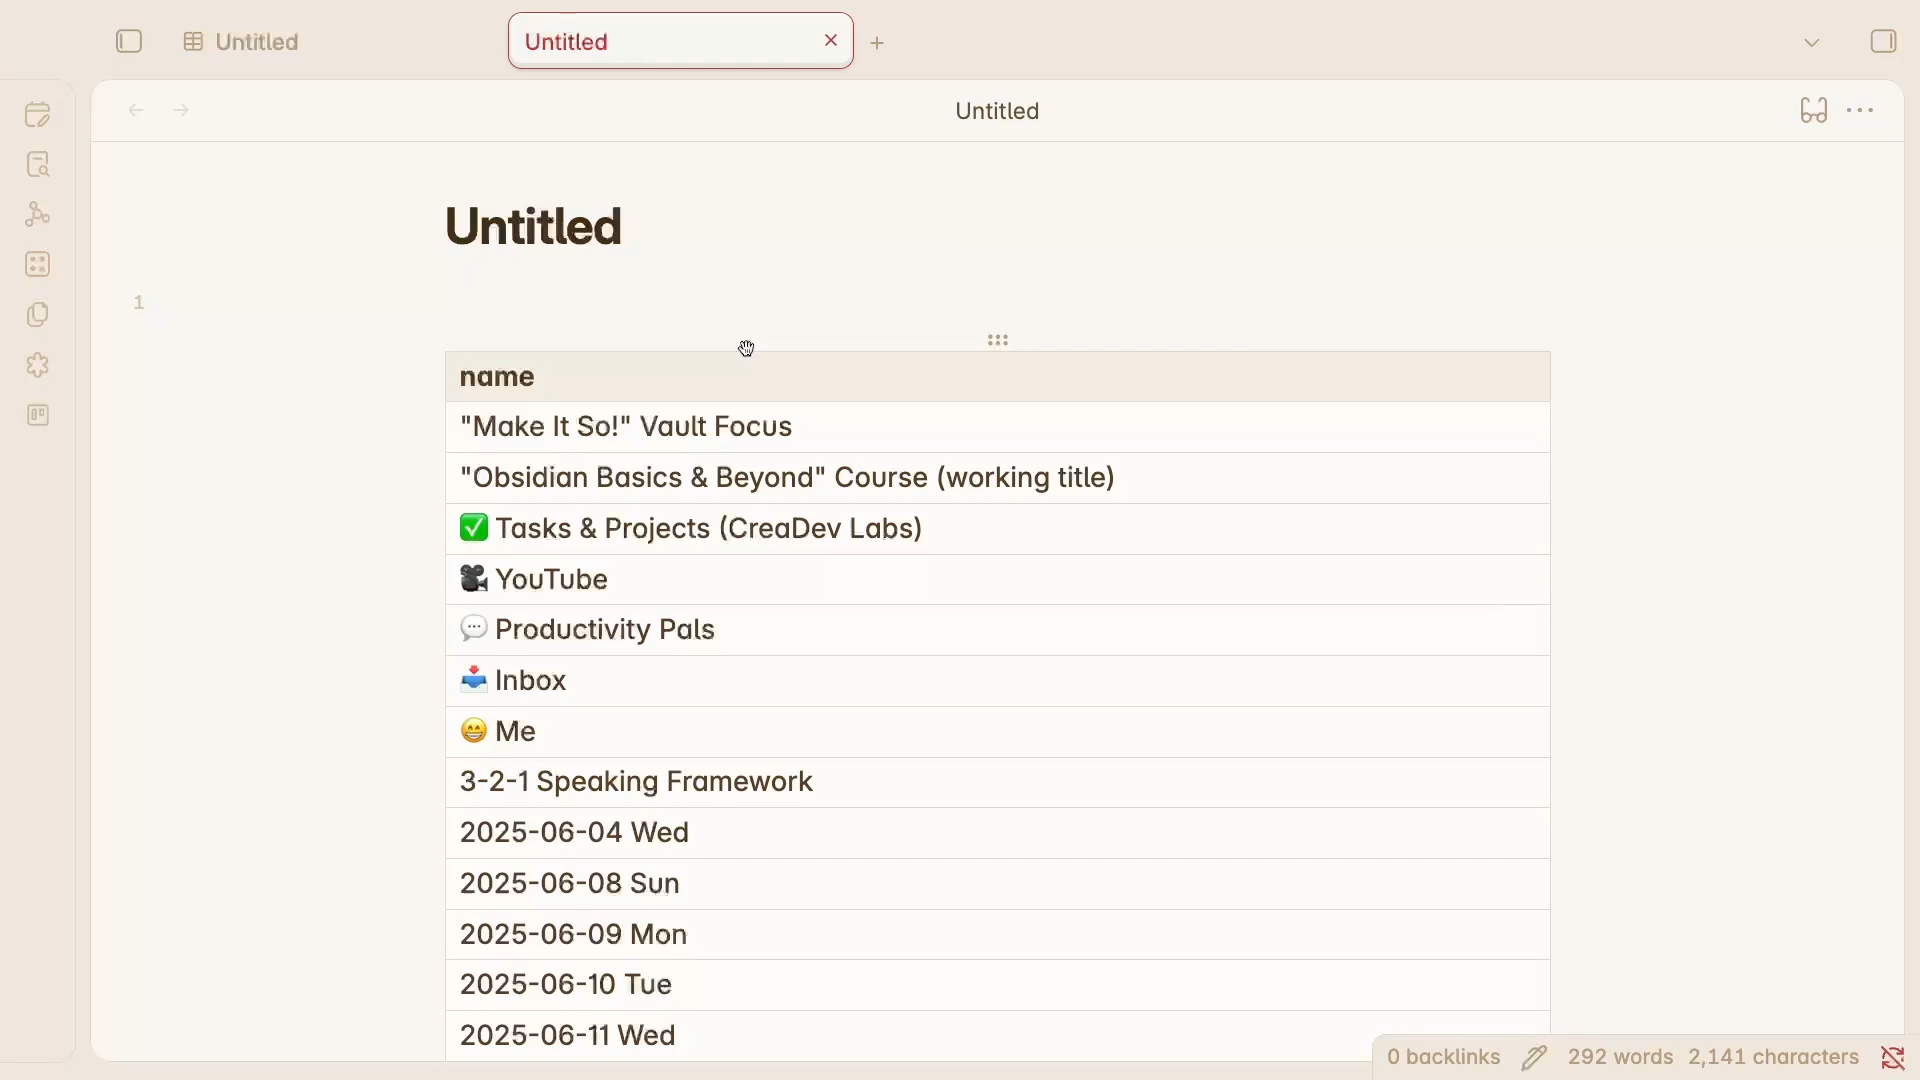 Untitled
Untitled
Untitled
Untitled
1
name
"Make It So!" Vault Focus
"Obsidian Basics & Beyond" Course (working title)
✅ Tasks & Projects (CreaDev Labs)
🎥 YouTube
💬 Productivity Pals
📥 Inbox
😁 Me
3-2-1 Speaking Framework
2025-06-04 Wed
2025-06-08 Sun
2025-06-09 Mon
2025-06-10 Tue
2025-06-11 Wed
0 backlinks 292 words 2,141 characters